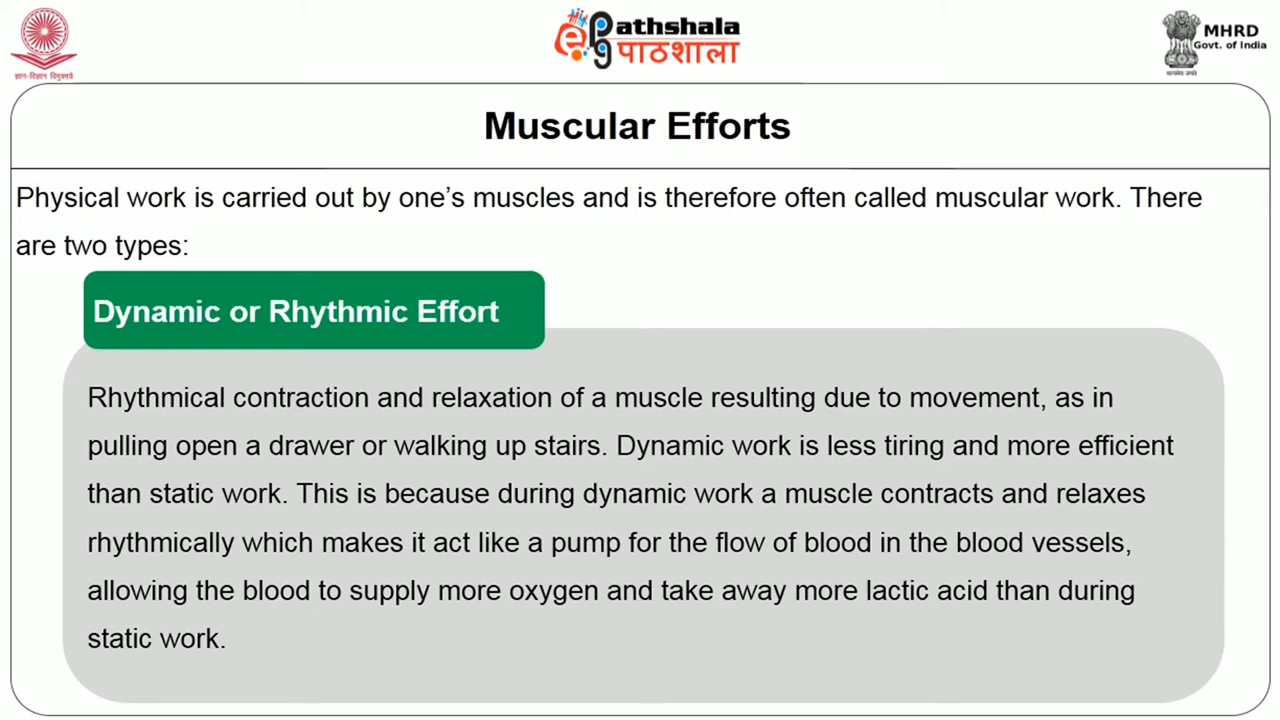 ज्ञान-विज्ञान विमुक्तये
ePathshala
पाठशाला
MHRD
Govt. of India
सत्यमेव जयते
Muscular Efforts
Physical work is carried out by one’s muscles and is therefore often called muscular work. There
are two types:
Dynamic or Rhythmic Effort
Rhythmical contraction and relaxation of a muscle resulting due to movement, as in
pulling open a drawer or walking up stairs. Dynamic work is less tiring and more efficient
than static work. This is because during dynamic work a muscle contracts and relaxes
rhythmically which makes it act like a pump for the flow of blood in the blood vessels,
allowing the blood to supply more oxygen and take away more lactic acid than during
static work.